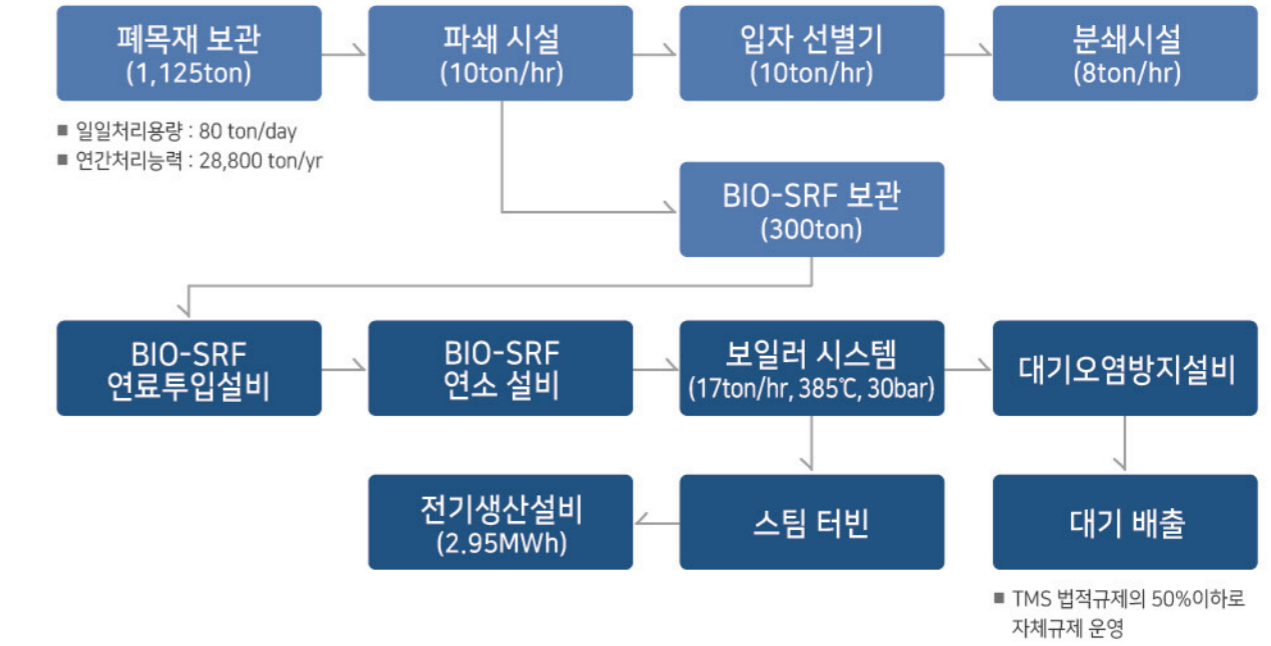 폐목재 보관
(1,125ton)
파쇄 시설
(10ton/hr)
입자 선별기
(10ton/hr)
분쇄시설
(8ton/hr)
■ 일일처리용량 : 80 ton/day
■ 연간처리능력 : 28,800 ton/yr
BIO-SRF 보관
(300ton)
BIO-SRF
연료투입설비
BIO-SRF
연소 설비
보일러 시스템
(17ton/hr, 385℃, 30bar)
대기오염방지설비
전기생산설비
(2.95MWh)
스팀 터빈
대기 배출
■ TMS 법적규제의 50%이하로
자체규제 운영